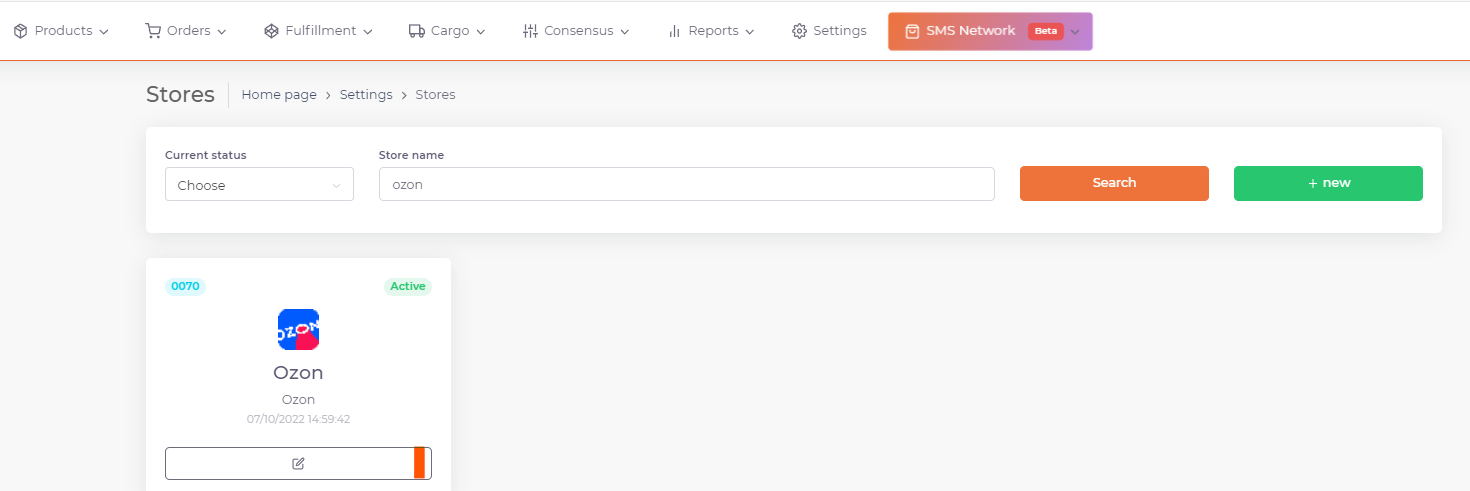 Products Orders Fulfillment Cargo Consensus Reports Settings SMS Network Beta
Stores Home page > Settings > Stores
Current status Store name
Choose ozon Search + new
0070 Active
OZON
Ozon
Ozon
07/10/2022 14:59:42